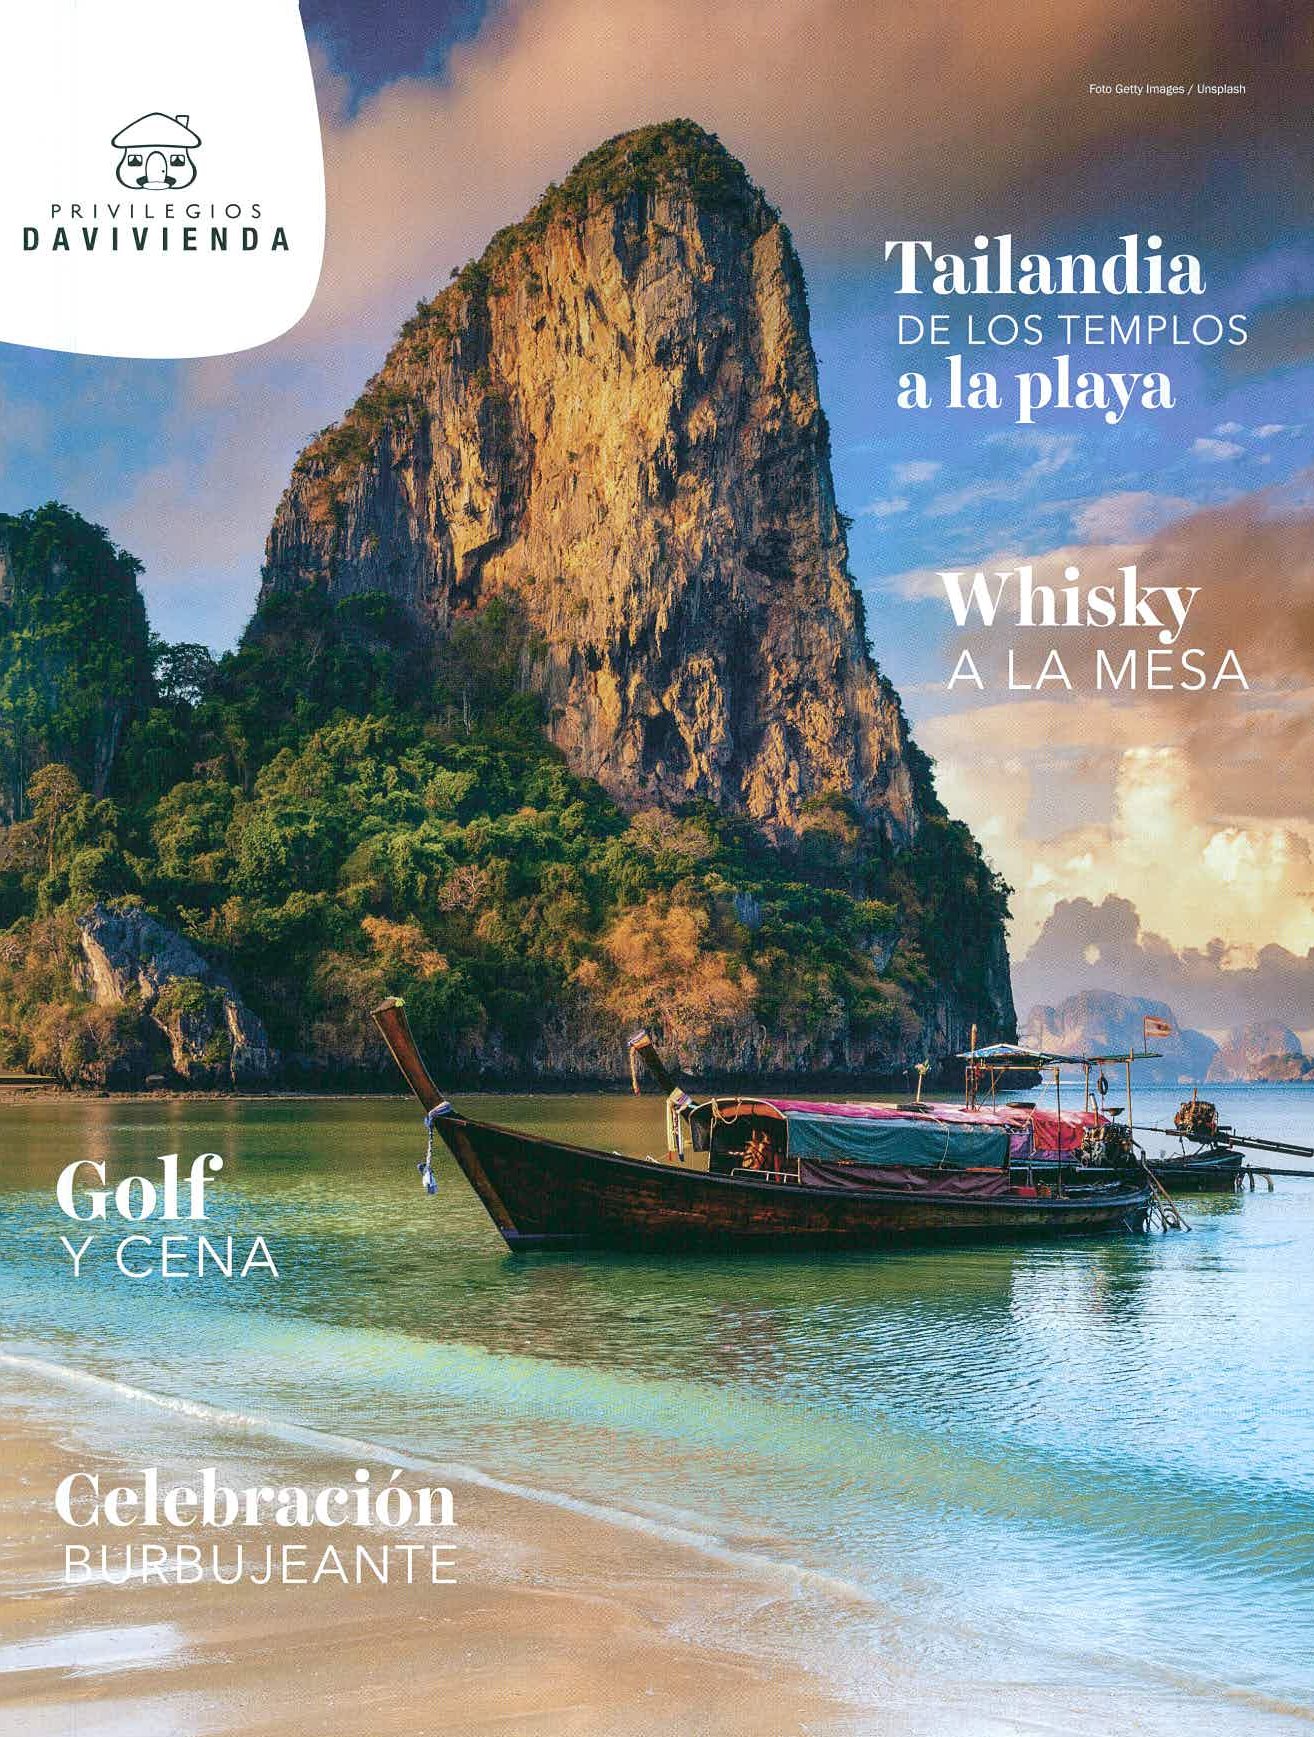 Foto Getty Images / Unsplash
PRIVILEGIOS
DAVIVIENDA
Tailandia
DE LOS TEMPLOS
a la playa
Whisky
A LA MESA
Golf
Y CENA
Celebración
BURBUJEANTE